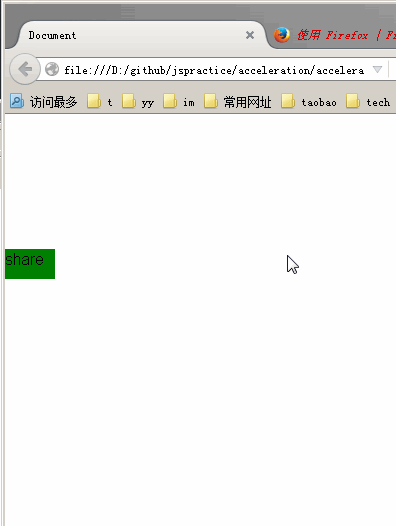 Document
使用 Firefox | Fi
file:///D:/github/jspractice/acceleration/accelera
访问最多 t yy im 常用网址 taobao tech
share